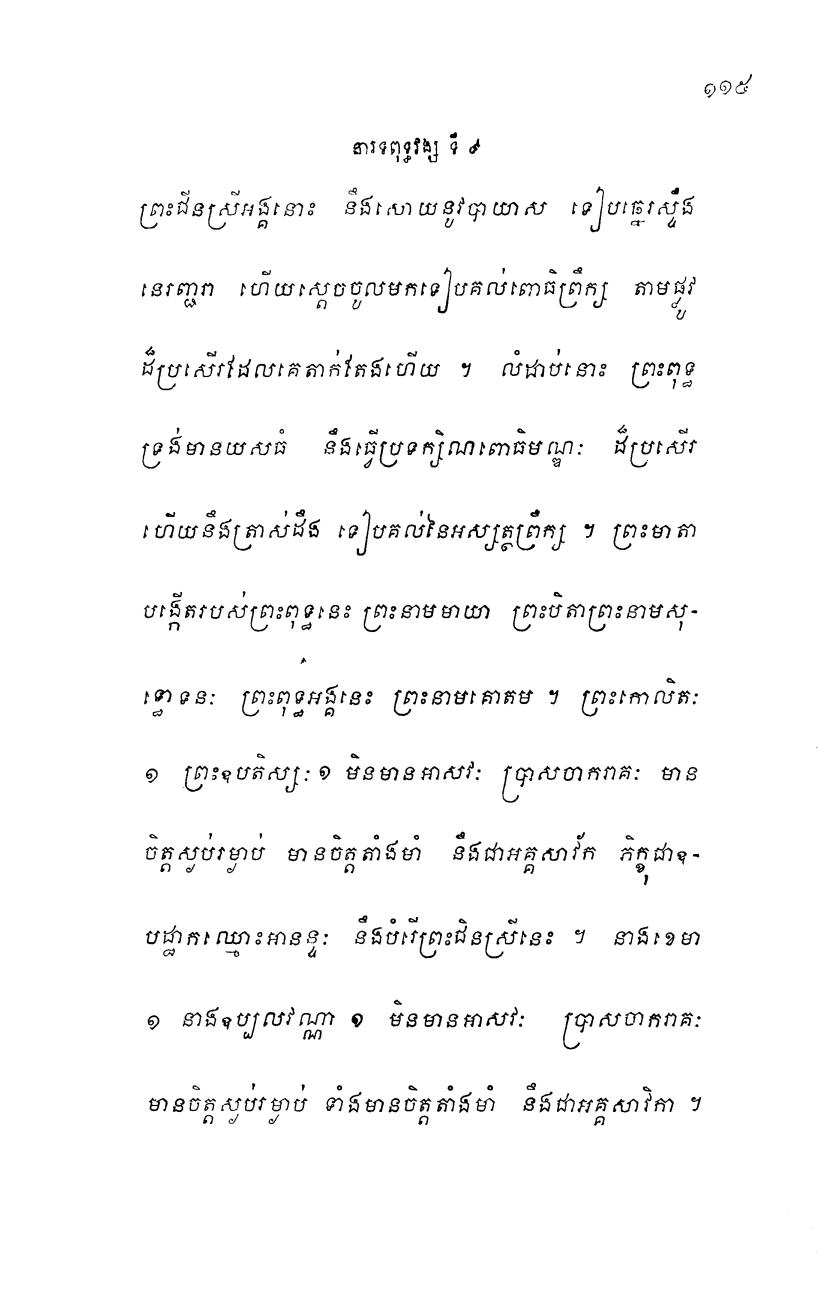 ១១៥
នារទពុទ្ធវង្ស ទី ៩
ព្រះជីនស្រីអង្គនោះ នឹងសោយនូវបាយាស ទៀបឆ្នេរស្ទឹង
នេរញ្ជរា ហើយស្តេចចូលមកទៀបគល់ពោធិព្រឹក្ស តាមផ្លូវ
ដ៏ប្រសើរដែលគេតាក់តែងហើយ ។ លំដាប់នោះ ព្រះពុទ្ធ
ទ្រង់មានយសធំ នឹងធ្វើប្រទក្សិណពោធិមណ្ឌៈ ដ៏ប្រសើរ
ហើយនឹងត្រាស់ដឹង ទៀបគល់នៃអស្សត្ថព្រឹក្ស ។ ព្រះមាតា
បង្កើតរបស់ព្រះពុទ្ធនេះ ព្រះនាមមាយា ព្រះបិតាព្រះនាមសុ-
ទ្ធោទនៈ ព្រះពុទ្ធអង្គនេះ ព្រះនាមគោតម ។ ព្រះកោលិតៈ
១ ព្រះឧបតិស្សៈ ១ មិនមានអាសវៈ ប្រាសចាករាគៈ មាន
ចិត្តស្ងប់រម្ងាប់ មានចិត្តតាំងមាំ នឹងជាអគ្គសាវ័ក ភិក្ខុជាឧ-
បដ្ឋាកឈ្មោះអានន្ទៈ នឹងបំរើព្រះជិនស្រីនេះ ។ នាងខេមា
១ នាងឧប្បលវណ្ណា ១ មិនមានអាសវៈ ប្រាសចាករាគៈ
មានចិត្តស្ងប់រម្ងាប់ ទាំងមានចិត្តតាំងមាំ នឹងជាអគ្គសាវិកា ។